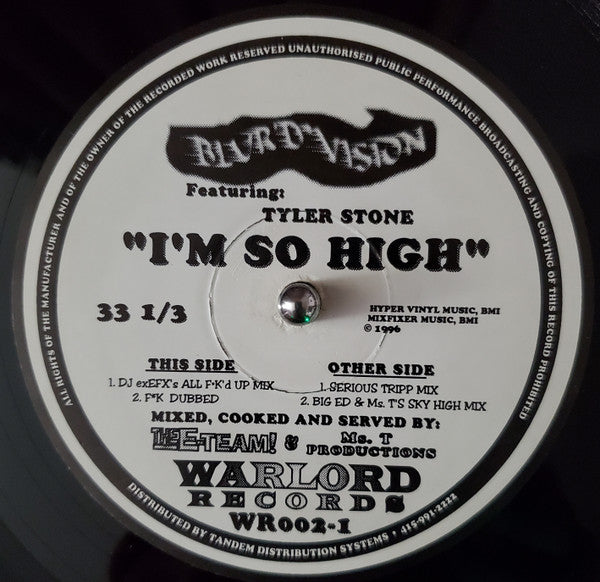 ALL RIGHTS OF THE MANUFACTURER AND OF THE OWNER OF THE RECORDED WORK RESERVED UNAUTHORISED PUBLIC PERFORMANCE BROADCASTING AND COPYING OF THIS RECORD PROHIBITED
BLUR'D VISION
Featuring:
TYLER STONE
"I'M SO HIGH"
33 1/3
HYPER VINYL MUSIC, BMI
MIXFIXER MUSIC, BMI
© 1996
THIS SIDE
1. DJ exEFX's ALL F*K'd UP MIX
2. F*K DUBBED
OTHER SIDE
1. SERIOUS TRIPP MIX
2. BIG ED & Ms. T'S SKY HIGH MIX
MIXED, COOKED AND SERVED BY:
THEE E-TEAM! & Ms. T PRODUCTIONS
WARLORD
RECORDS
WR002-1
DISTRIBUTED BY TANDEM DISTRIBUTION SYSTEMS • 415-991-2222